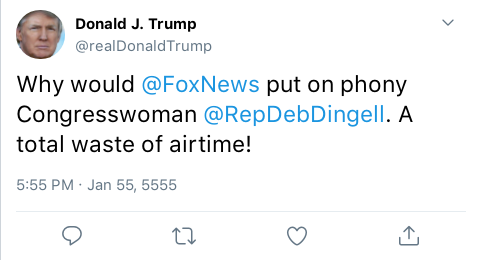 Donald J. Trump
@realDonaldTrump
Why would @FoxNews put on phony
Congresswoman @RepDebDingell. A
total waste of airtime!
5:55 PM · Jan 55, 5555